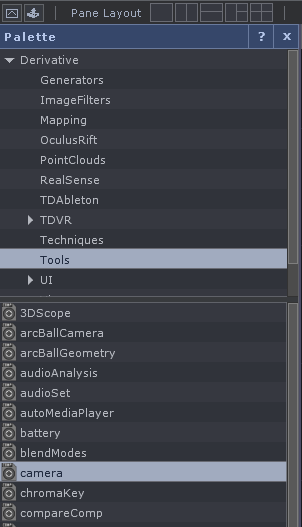 Pane Layout
Palette ? x
Derivative
Generators
ImageFilters
Mapping
OculusRift
PointClouds
RealSense
TDAbleton
TDVR
Techniques
Tools
UI
3DScope
arcBallCamera
arcBallGeometry
audioAnalysis
audioSet
autoMediaPlayer
battery
blendModes
camera
chromaKey
compareComp